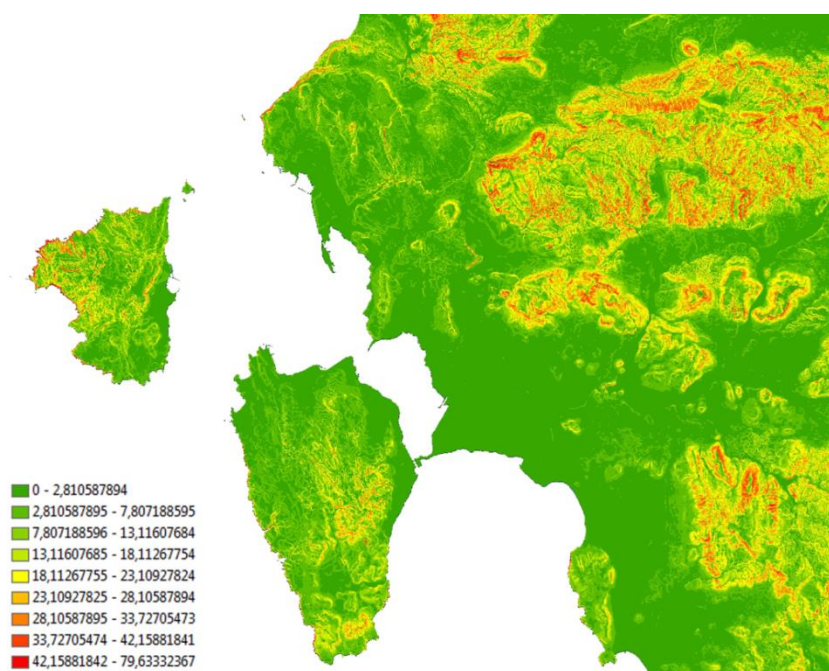 0 - 2,810587894
2,810587895 - 7,807188595
7,807188596 - 13,11607684
13,11607685 - 18,11267754
18,11267755 - 23,10927824
23,10927825 - 28,10587894
28,10587895 - 33,72705473
33,72705474 - 42,15881841
42,15881842 - 79,63332367